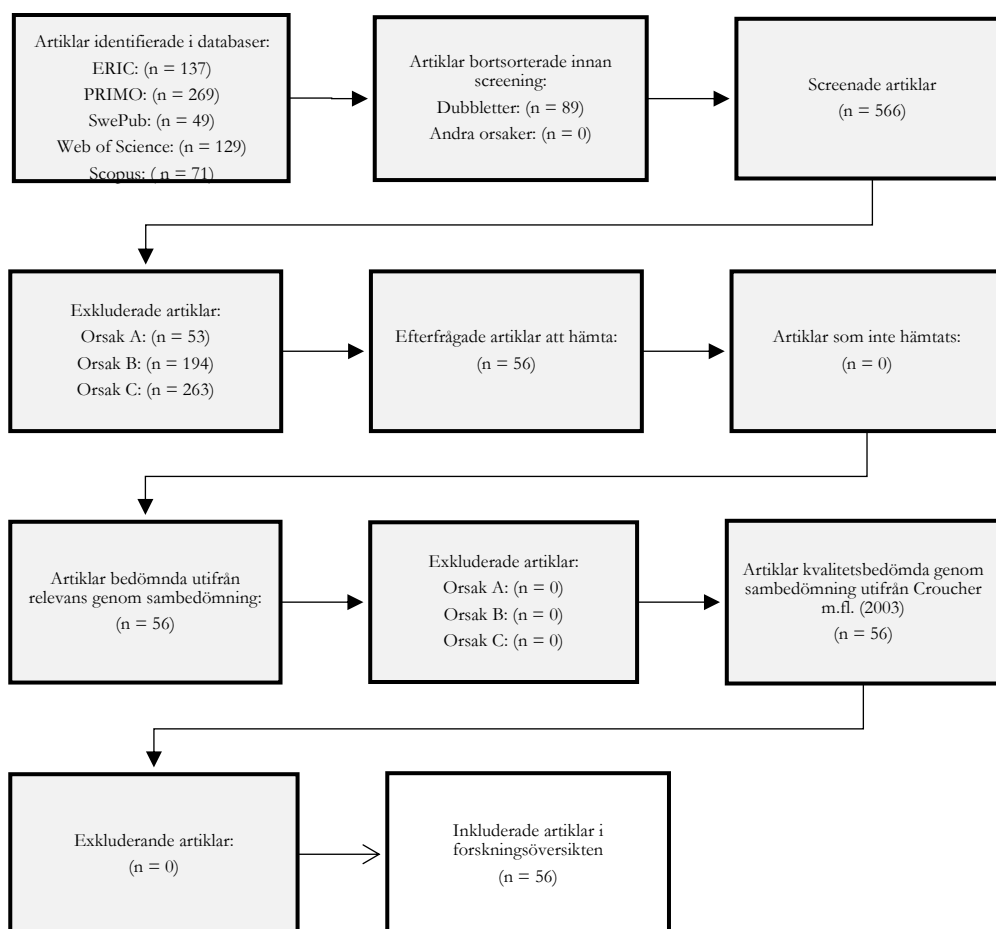 Artiklar identifierade i databaser:
ERIC: (n = 137)
PRIMO: (n = 269)
SwePub: (n = 49)
Web of Science: (n = 129)
Scopus: ( n = 71)
Artiklar bortsorterade innan
screening:
Dubbletter: (n = 89)
Andra orsaker: (n = 0)
Screenade artiklar
(n = 566)
Exkluderade artiklar:
Orsak A: (n = 53)
Orsak B: (n = 194)
Orsak C: (n = 263)
Efterfrågade artiklar att hämta:
(n = 56)
Artiklar som inte hämtats:
(n = 0)
Artiklar bedömnda utifrån
relevans genom sambedömning:
(n = 56)
Exkluderade artiklar:
Orsak A: (n = 0)
Orsak B: (n = 0)
Orsak C: (n = 0)
Artiklar kvalitetsbedömda genom
sambedömning utifrån Croucher
m.fl. (2003)
(n = 56)
Exkluderande artiklar:
(n = 0)
Inkluderade artiklar i
forskningsöversikten
(n = 56)